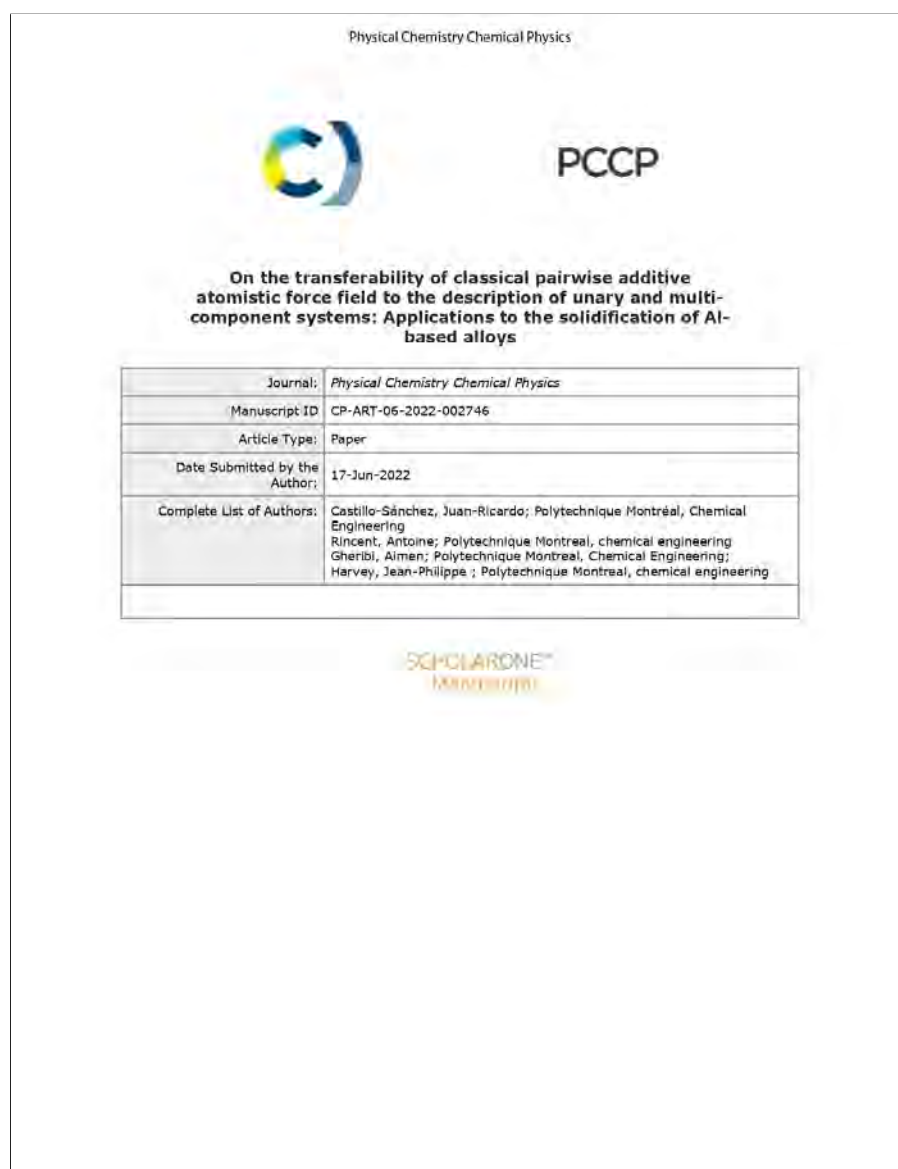 Physical Chemistry Chemical Physics
PCCP
On the transferability of classical pairwise additive
atomistic force field to the description of unary and multi-
component systems: Applications to the solidification of Al-
based alloys
Journal: Physical Chemistry Chemical Physics
Manuscript ID CP-ART-06-2022-002746
Article Type: Paper
Date Submitted by the
Author: 17-Jun-2022
Complete List of Authors: Castillo-Sánchez, Juan-Ricardo; Polytechnique Montréal, Chemical
Engineering
Rincent, Antoine; Polytechnique Montreal, chemical engineering
Gheribi, Aimen; Polytechnique Montreal, Chemical Engineering;
Harvey, Jean-Philippe ; Polytechnique Montreal, chemical engineering
SCHOLARONE™
Manuscripts